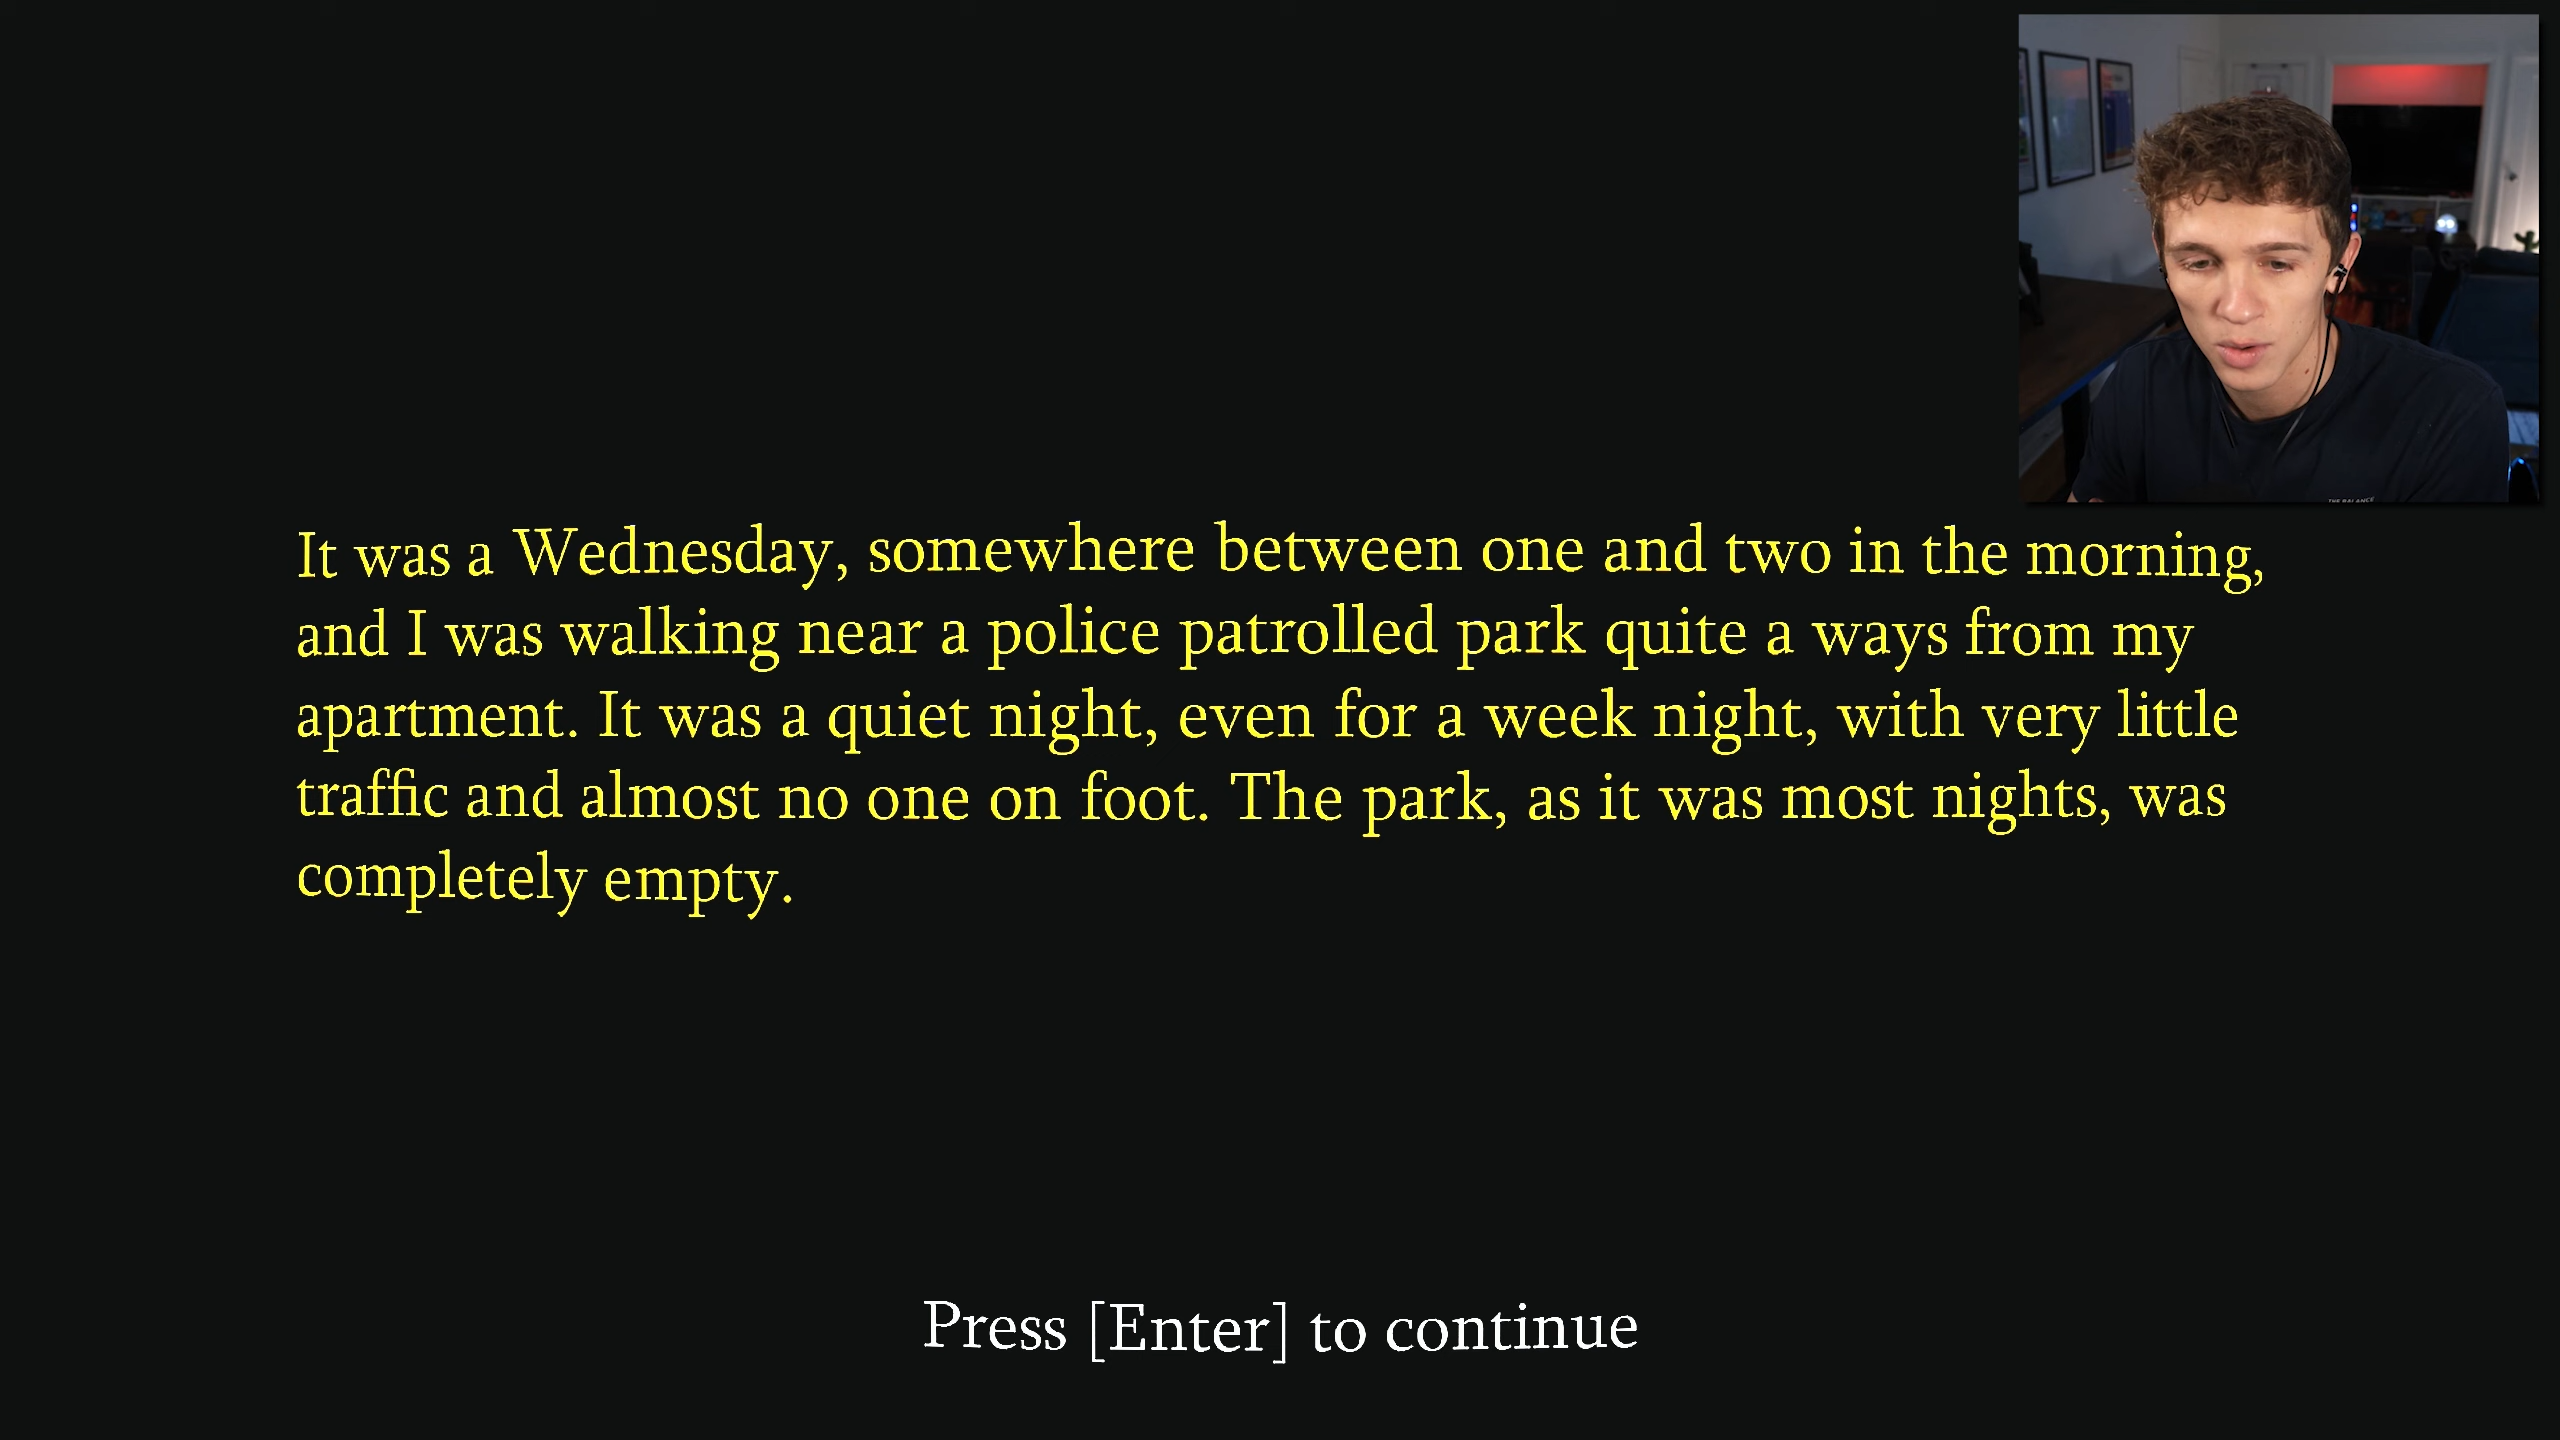 It was a Wednesday, somewhere between one and two in the morning,
and I was walking near a police patrolled park quite a ways from my
apartment. It was a quiet night, even for a week night, with very little
traffic and almost no one on foot. The park, as it was most nights, was
completely empty.
Press [Enter] to continue
THE BALANCE